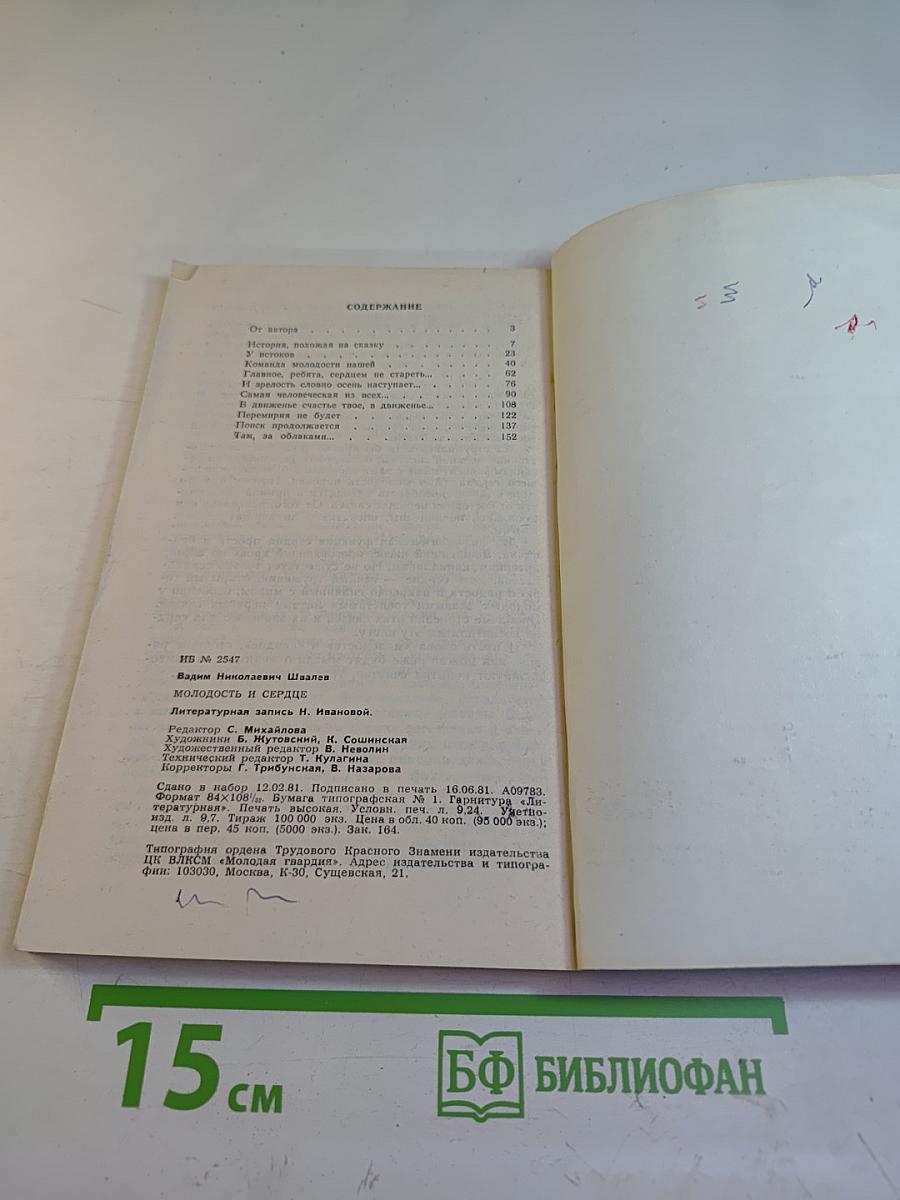 СОДЕРЖАНИЕ
От автора . . . . . . . . . . . . . 3
История, похожая на сказку . . . . . . . 7
У истоков . . . . . . . . . . . . . 23
Команда молодости нашей . . . . . . . . 40
Главное, ребята, сердцем не стареть... . . . . . 62
И зрелость словно осень наступает... . . . . . 76
Самая человеческая из всех... . . . . . . . 90
В движенье счастье твое, в движенье... . . . . . 108
Перемирия не будет . . . . . . . . . . 122
Поиск продолжается . . . . . . . . . . 137
Там, за облаками... . . . . . . . . . . 152
ИБ № 2547
Вадим Николаевич Швалев
МОЛОДОСТЬ И СЕРДЦЕ
Литературная запись Н. Ивановой.
Редактор С. Михайлова
Художники Б. Жутовский, К. Сошинская
Художественный редактор В. Неволин
Технический редактор Т. Кулагина
Корректоры Г. Трибунская, В. Назарова
Сдано в набор 12.02.81. Подписано в печать 16.06.81. А09783.
Формат 84×108¹/₃₂. Бумага типографская № 1. Гарнитура «Ли-
тературная». Печать высокая. Условн. печ. л. 9,24. Учетно-
изд. л. 9,7. Тираж 100 000 экз. Цена в обл. 40 коп. (95 000 экз.);
цена в пер. 45 коп. (5000 экз.). Зак. 164.
Типография ордена Трудового Красного Знамени издательства
ЦК ВЛКСМ «Молодая гвардия». Адрес издательства и типогра-
фии: 103030, Москва, К-30, Сущевская, 21.
15 см
БФ БИБЛИОФАН